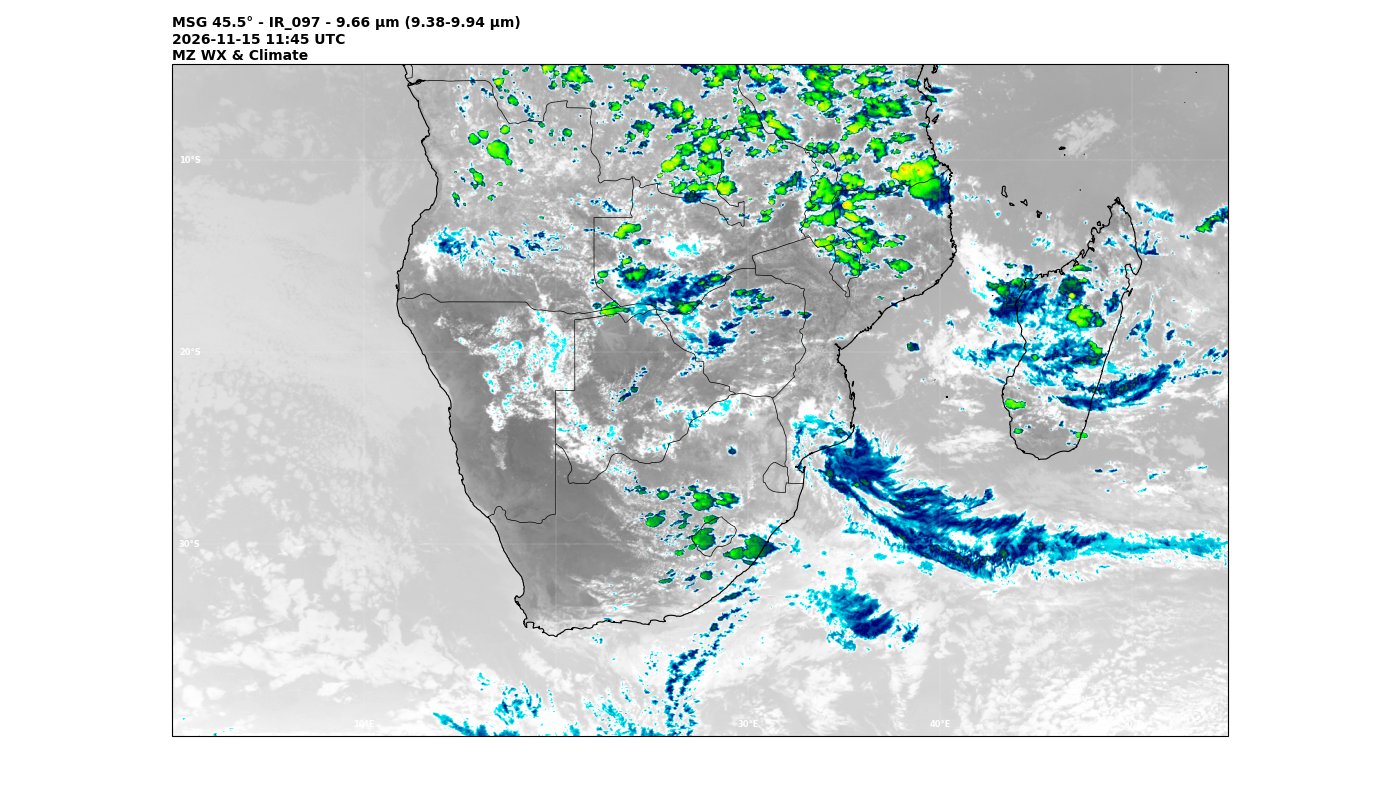 MSG 45.5° - IR_097 - 9.66 µm (9.38-9.94 µm)
2026-11-15 11:45 UTC
MZ WX & Climate
10°S
20°S
30°S
10°E
30°E
40°E